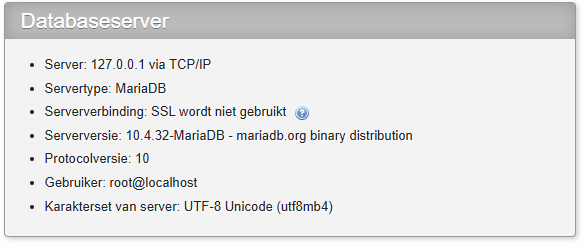 Databaseserver
Server: 127.0.0.1 via TCP/IP
Servertype: MariaDB
Serververbinding: SSL wordt niet gebruikt
Serverversie: 10.4.32-MariaDB - mariadb.org binary distribution
Protocolversie: 10
Gebruiker: root@localhost
Karakterset van server: UTF-8 Unicode (utf8mb4)